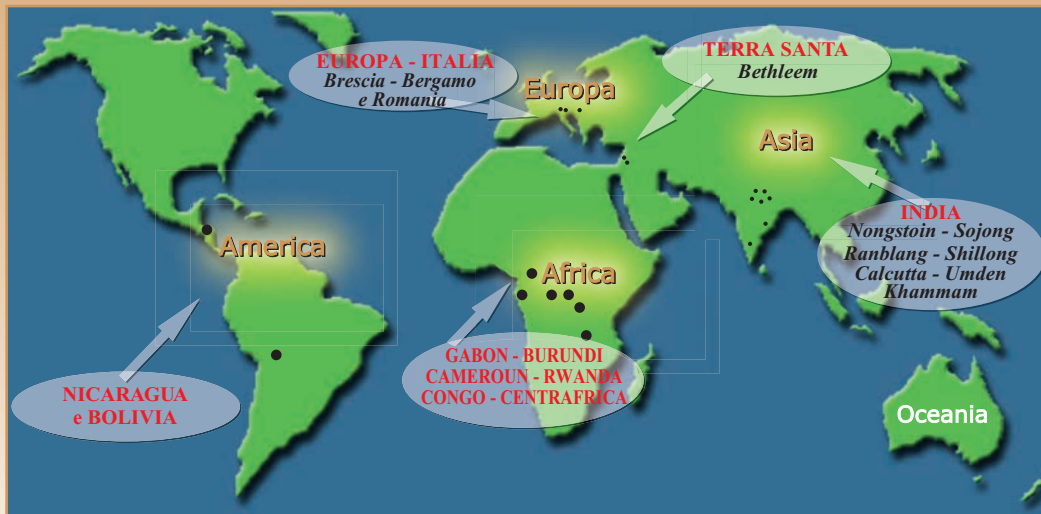 EUROPA - ITALIA
Brescia - Bergamo
e Romania
Europa
TERRA SANTA
Bethleem
Asia
INDIA
Nongstoin - Sojong
Ranblang - Shillong
Calcutta - Umden
Khammam
America
Africa
NICARAGUA
e BOLIVIA
GABON - BURUNDI
CAMEROUN - RWANDA
CONGO - CENTRAFRICA
Oceania